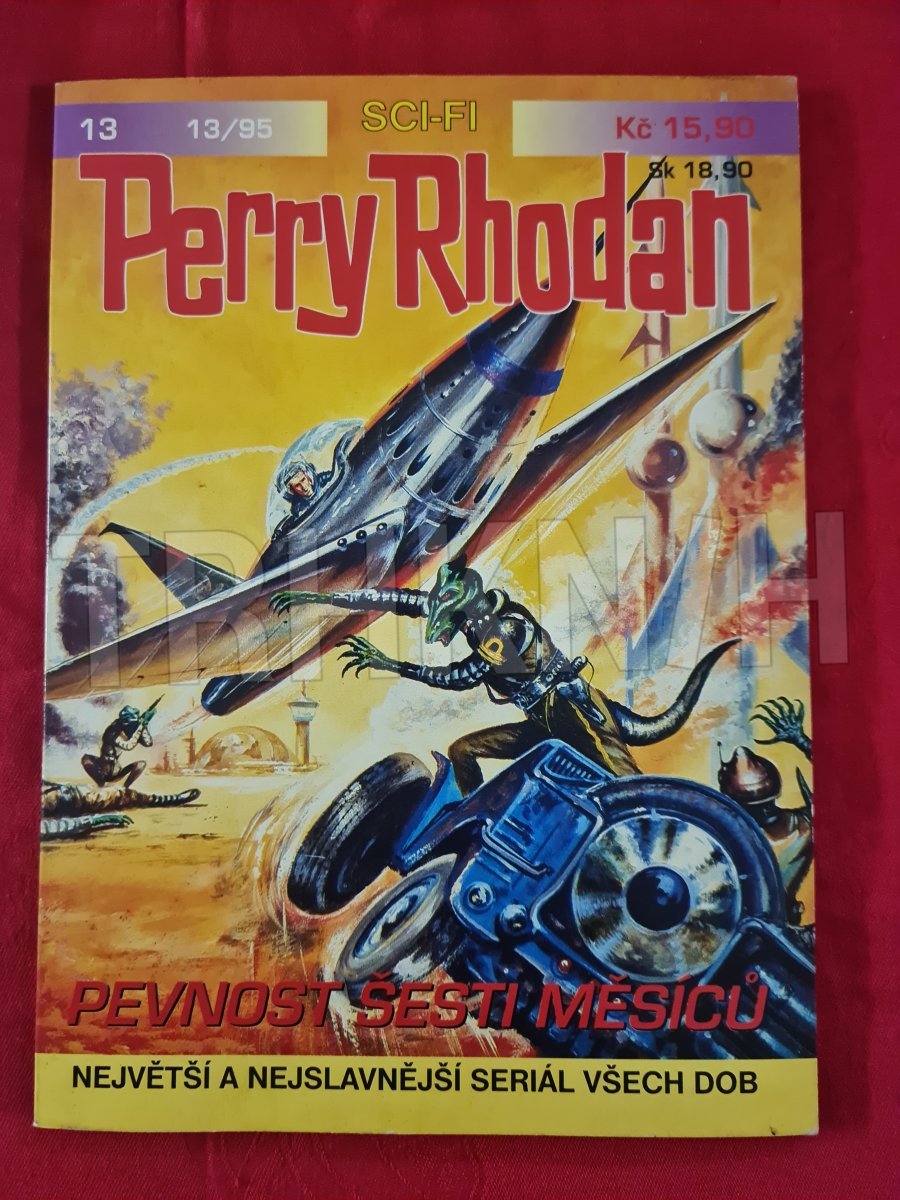 13 13/95 SCI-FI Kč 15,90
Sk 18,90
Perry Rhodan
PEVNOST ŠESTI MĚSÍCŮ
NEJVĚTŠÍ A NEJSLAVNĚJŠÍ SERIÁL VŠECH DOB
TRHKNIH